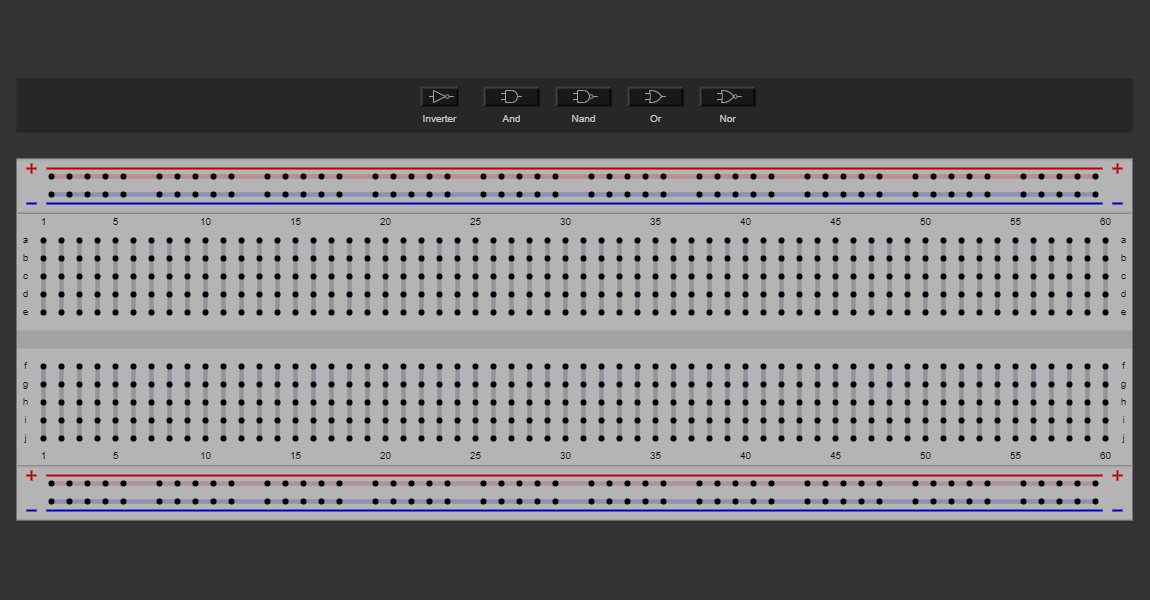 Inverter And Nand Or Nor
+ +
− −
1 5 10 15 20 25 30 35 40 45 50 55 60
a a
b b
c c
d d
e e
f f
g g
h h
i i
j j
1 5 10 15 20 25 30 35 40 45 50 55 60
+ +
− −